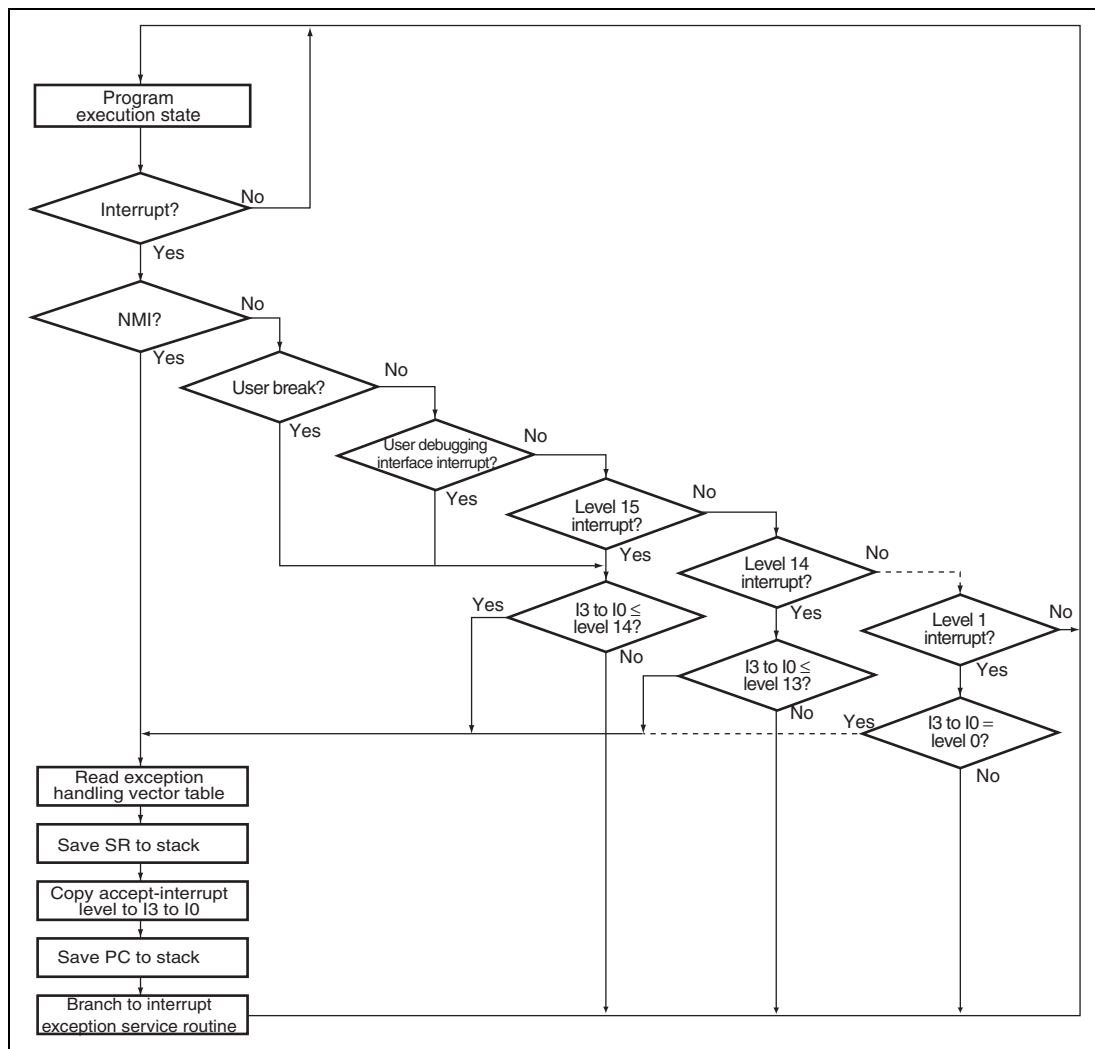 Program
execution state
Interrupt?
No
Yes
NMI?
No
Yes
User break?
No
Yes
User debugging
interface interrupt?
No
Yes
Level 15
interrupt?
No
Yes
Level 14
interrupt?
No
Yes
Level 1
interrupt?
No
Yes
I3 to I0 ≤
level 14?
Yes
No
I3 to I0 ≤
level 13?
No
Yes
I3 to I0 =
level 0?
No
Read exception
handling vector table
Save SR to stack
Copy accept-interrupt
level to I3 to I0
Save PC to stack
Branch to interrupt
exception service routine